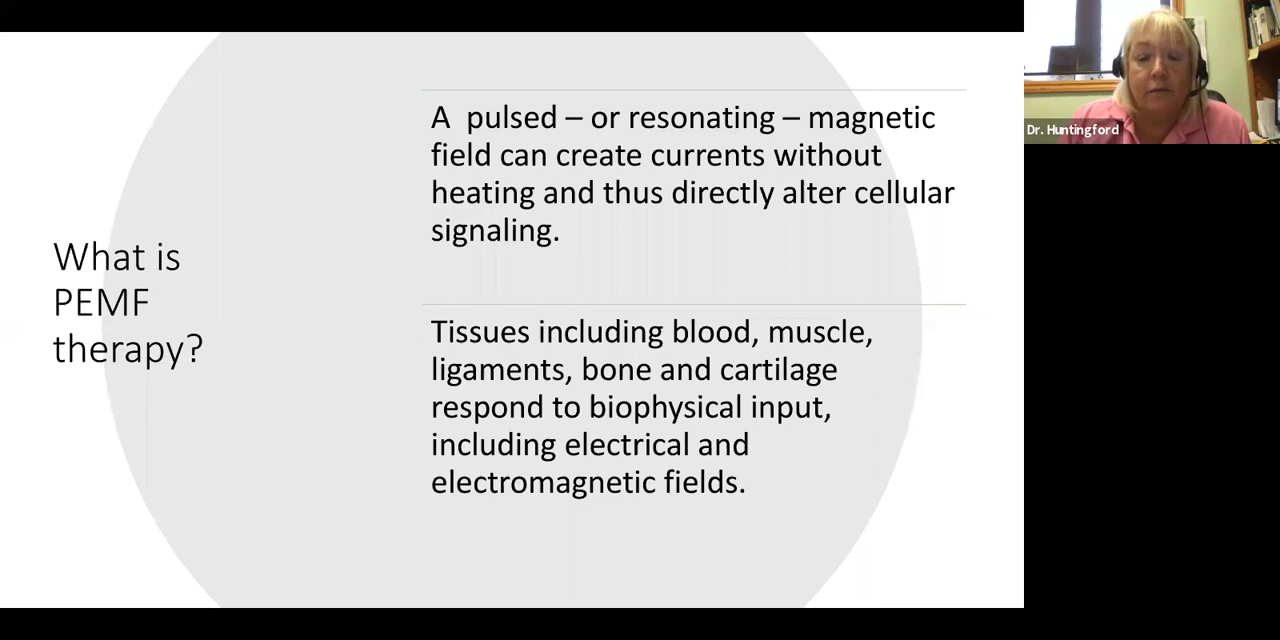 What is
PEMF
therapy?
A  pulsed – or resonating – magnetic
field can create currents without
heating and thus directly alter cellular
signaling.
Tissues including blood, muscle,
ligaments, bone and cartilage
respond to biophysical input,
including electrical and
electromagnetic fields.
Dr. Huntingford